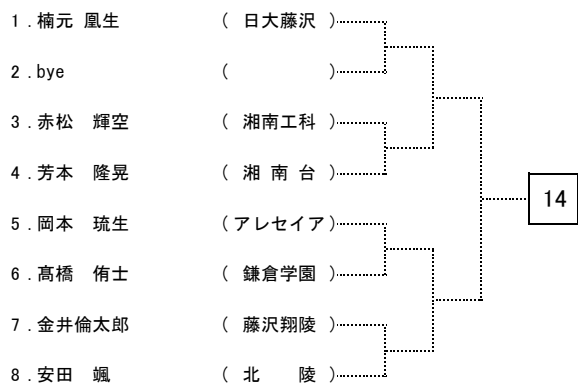 1．楠元 凰生 （ 日大藤沢 ）
2．bye （ ）
3．赤松 輝空 （ 湘南工科 ）
4．芳本 隆晃 （ 湘 南 台 ）
5．岡本 琉生 （アレセイア）
14
6．髙橋 侑士 （ 鎌倉学園 ）
7．金井倫太郎 （ 藤沢翔陵 ）
8．安田 颯 （ 北 陵 ）